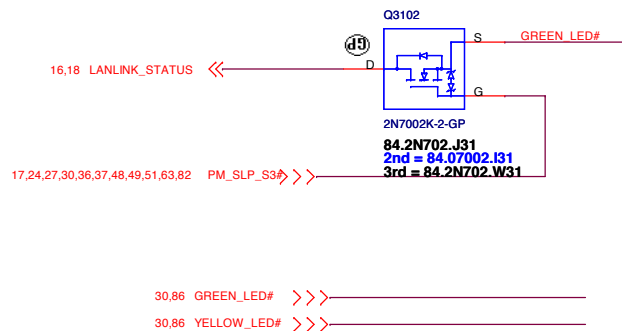 Q3102
GP
S
GREEN_LED#
D
16,18 LANLINK_STATUS
G
2N7002K-2-GP
84.2N702.J31
2nd = 84.07002.I31
3rd = 84.2N702.W31
17,24,27,30,36,37,48,49,51,63,82 PM_SLP_S3#
30,86 GREEN_LED#
30,86 YELLOW_LED#